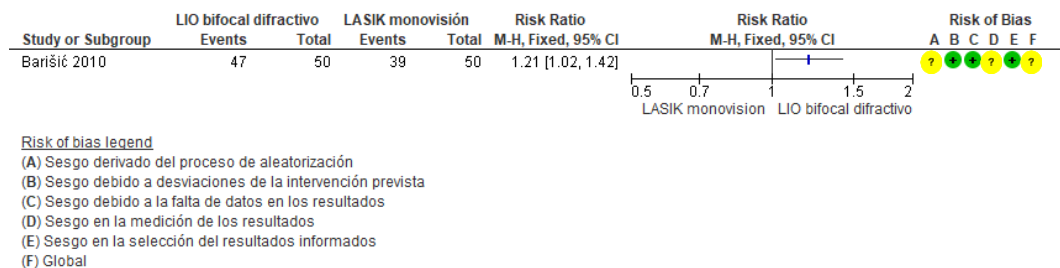 LIO bifocal difractivo LASIK monovisión Risk Ratio Risk Ratio Risk of Bias
Study or Subgroup Events Total Events Total M-H, Fixed, 95% CI M-H, Fixed, 95% CI A B C D E F
Barišić 2010 47 50 39 50 1.21 [1.02, 1.42] ? + + ? + ?
0.5 0.7 1 1.5 2
LASIK monovision LIO bifocal difractivo
Risk of bias legend
(A) Sesgo derivado del proceso de aleatorización
(B) Sesgo debido a desviaciones de la intervención prevista
(C) Sesgo debido a la falta de datos en los resultados
(D) Sesgo en la medición de los resultados
(E) Sesgo en la selección del resultados informados
(F) Global